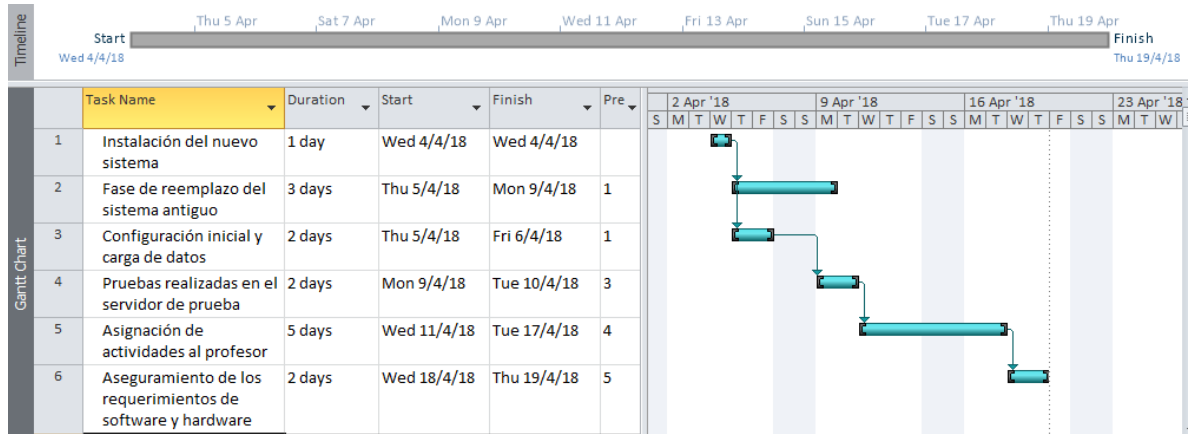 Timeline
Thu 5 Apr Sat 7 Apr Mon 9 Apr Wed 11 Apr Fri 13 Apr Sun 15 Apr Tue 17 Apr Thu 19 Apr
Start Finish
Wed 4/4/18 Thu 19/4/18
Gantt Chart
Task Name Duration Start Finish Pre 2 Apr '18 9 Apr '18 16 Apr '18 23 Apr '18
S M T W T F S S M T W T F S S M T W T F S S M T W
1 Instalación del nuevo 1 day Wed 4/4/18 Wed 4/4/18
sistema
2 Fase de reemplazo del 3 days Thu 5/4/18 Mon 9/4/18 1
sistema antiguo
3 Configuración inicial y 2 days Thu 5/4/18 Fri 6/4/18 1
carga de datos
4 Pruebas realizadas en el 2 days Mon 9/4/18 Tue 10/4/18 3
servidor de prueba
5 Asignación de 5 days Wed 11/4/18 Tue 17/4/18 4
actividades al profesor
6 Aseguramiento de los 2 days Wed 18/4/18 Thu 19/4/18 5
requerimientos de
software y hardware